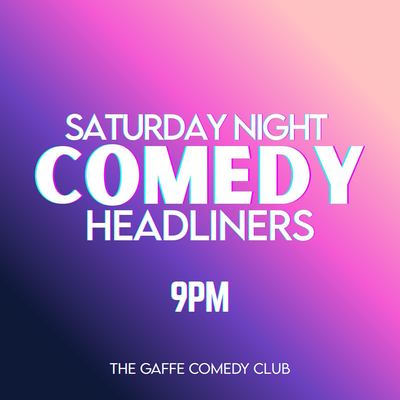 SATURDAY NIGHT
COMEDY
HEADLINERS
9PM
THE GAFFE COMEDY CLUB